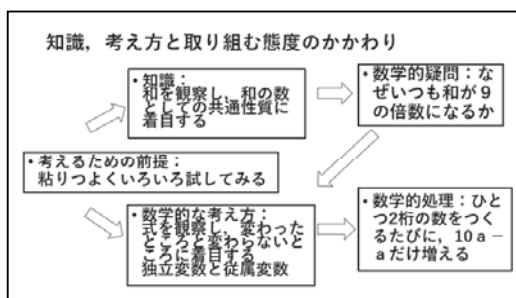 知識，考え方と取り組む態度のかかわり
・知識：
和を観察し，和の数
としての共通性質に
着目する
・数学的疑問：な
ぜいつも和が９
の倍数になるか
・考えるための前提：
粘りつよくいろいろ試してみる
・数学的な考え方：
式を観察し，変わった
ところと変わらないと
ころに着目する
独立変数と従属変数
・数学的処理：ひと
つ2桁の数をつく
るたびに，10ａ－
ａだけ増える